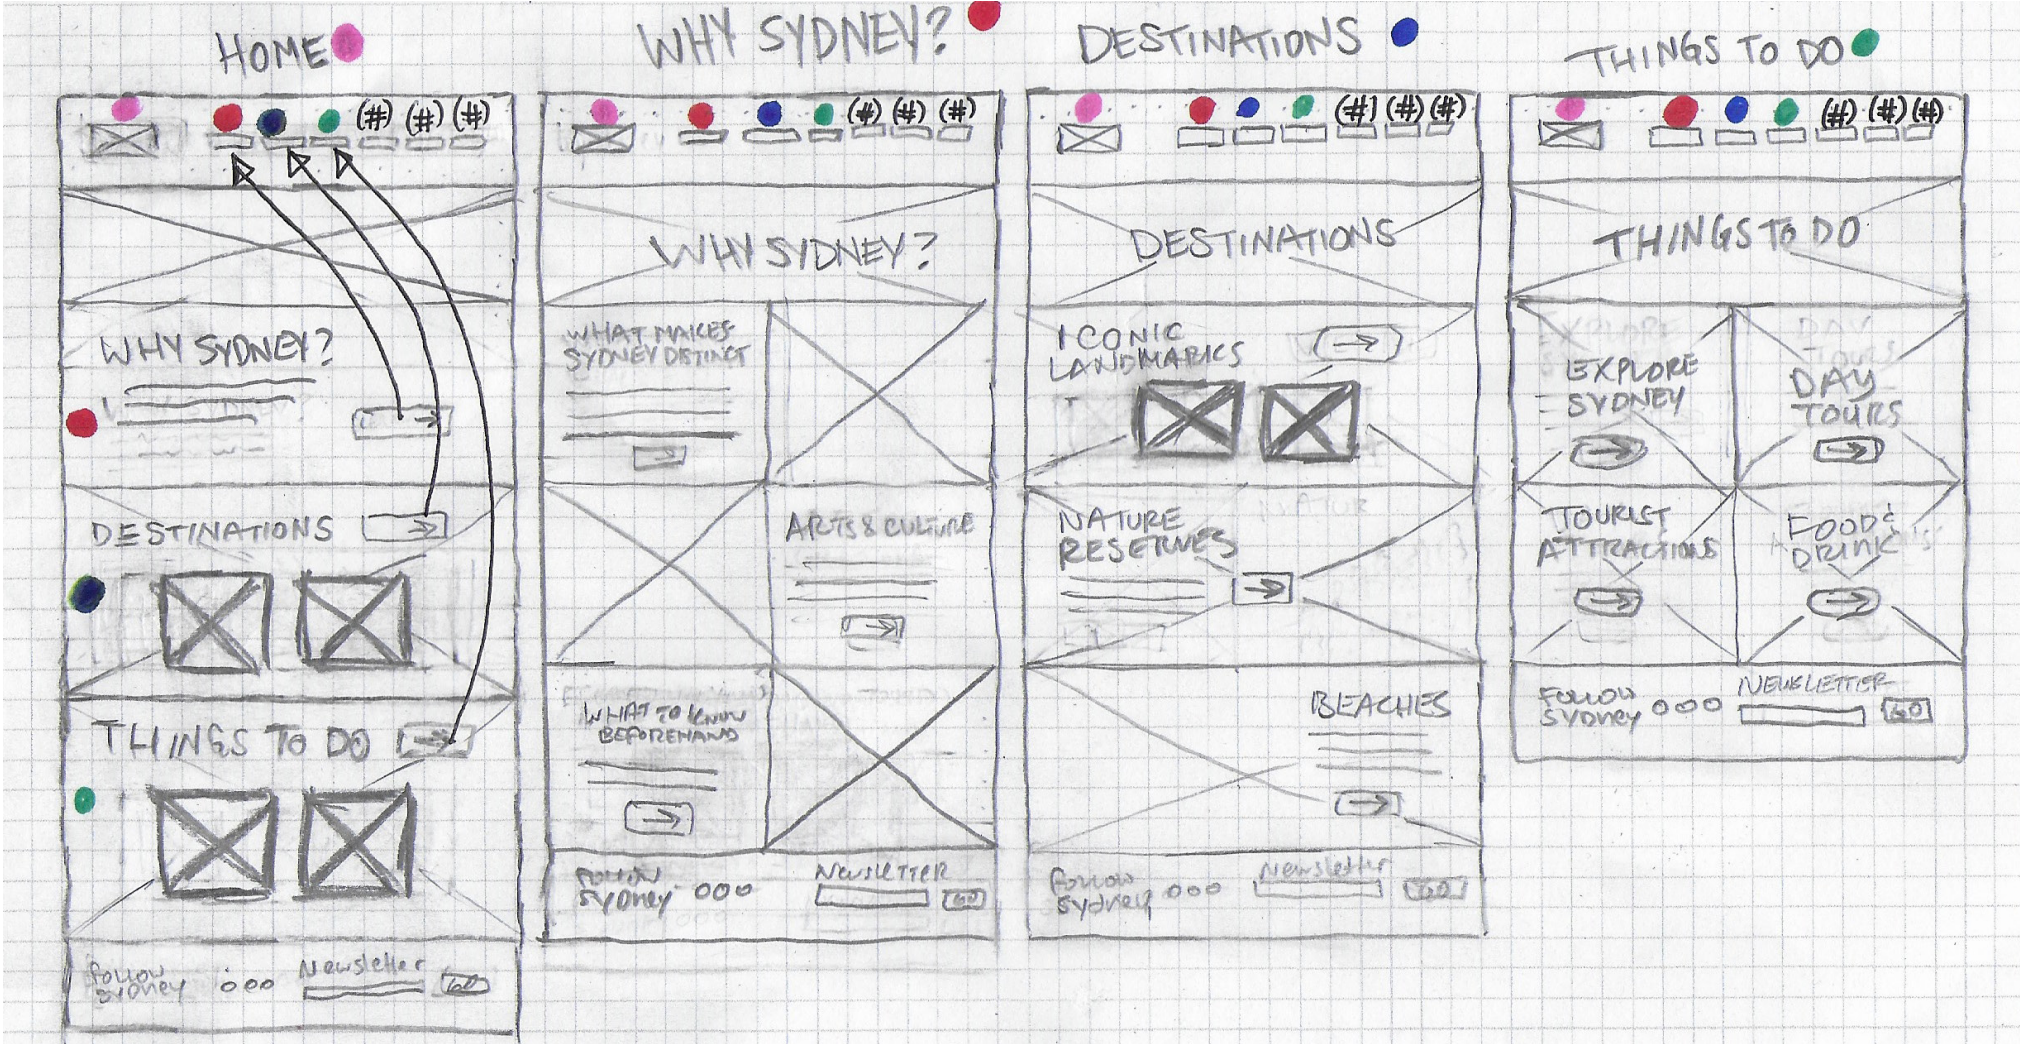 HOME
(#) (#) (#)
WHY SYDNEY?
DESTINATIONS
THINGS TO DO
FOLLOW
SYDNEY
Newsletter
GO
WHY SYDNEY?
(#) (#) (#)
WHY SYDNEY?
WHAT MAKES
SYDNEY DISTINCT
ARTS & CULTURE
WHAT TO KNOW
BEFOREHAND
FOLLOW
SYDNEY
NEWSLETTER
GO
DESTINATIONS
(#) (#) (#)
DESTINATIONS
ICONIC
LANDMARKS
NATURE
RESERVES
BEACHES
FOLLOW
Sydney
Newsletter
GO
THINGS TO DO
(#) (#) (#)
THINGS TO DO
EXPLORE
SYDNEY
DAY
TOURS
TOURIST
ATTRACTIONS
FOOD &
DRINK
FOLLOW
SYDNEY
NEWSLETTER
GO